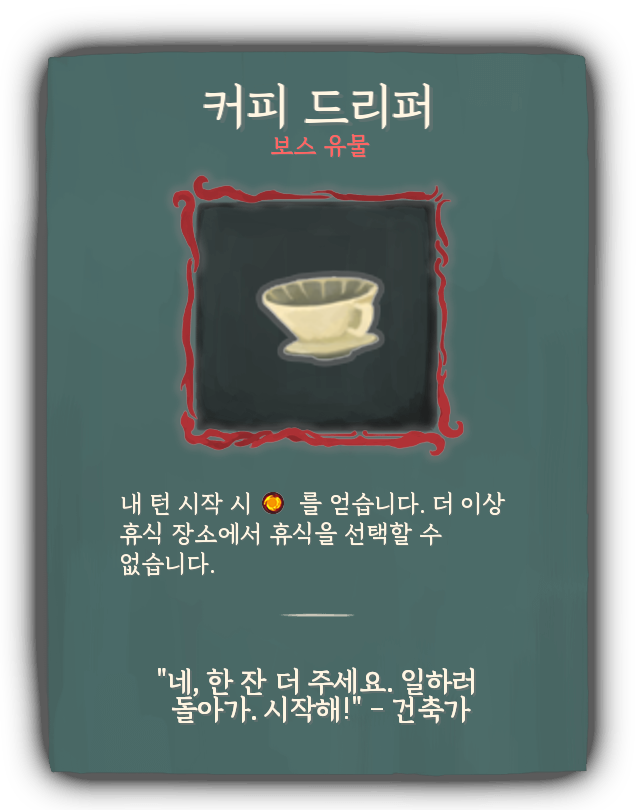 커피 드리퍼
보스 유물
내 턴 시작 시 를 얻습니다. 더 이상
휴식 장소에서 휴식을 선택할 수
없습니다.
"네, 한 잔 더 주세요. 일하러
돌아가. 시작해!" - 건축가